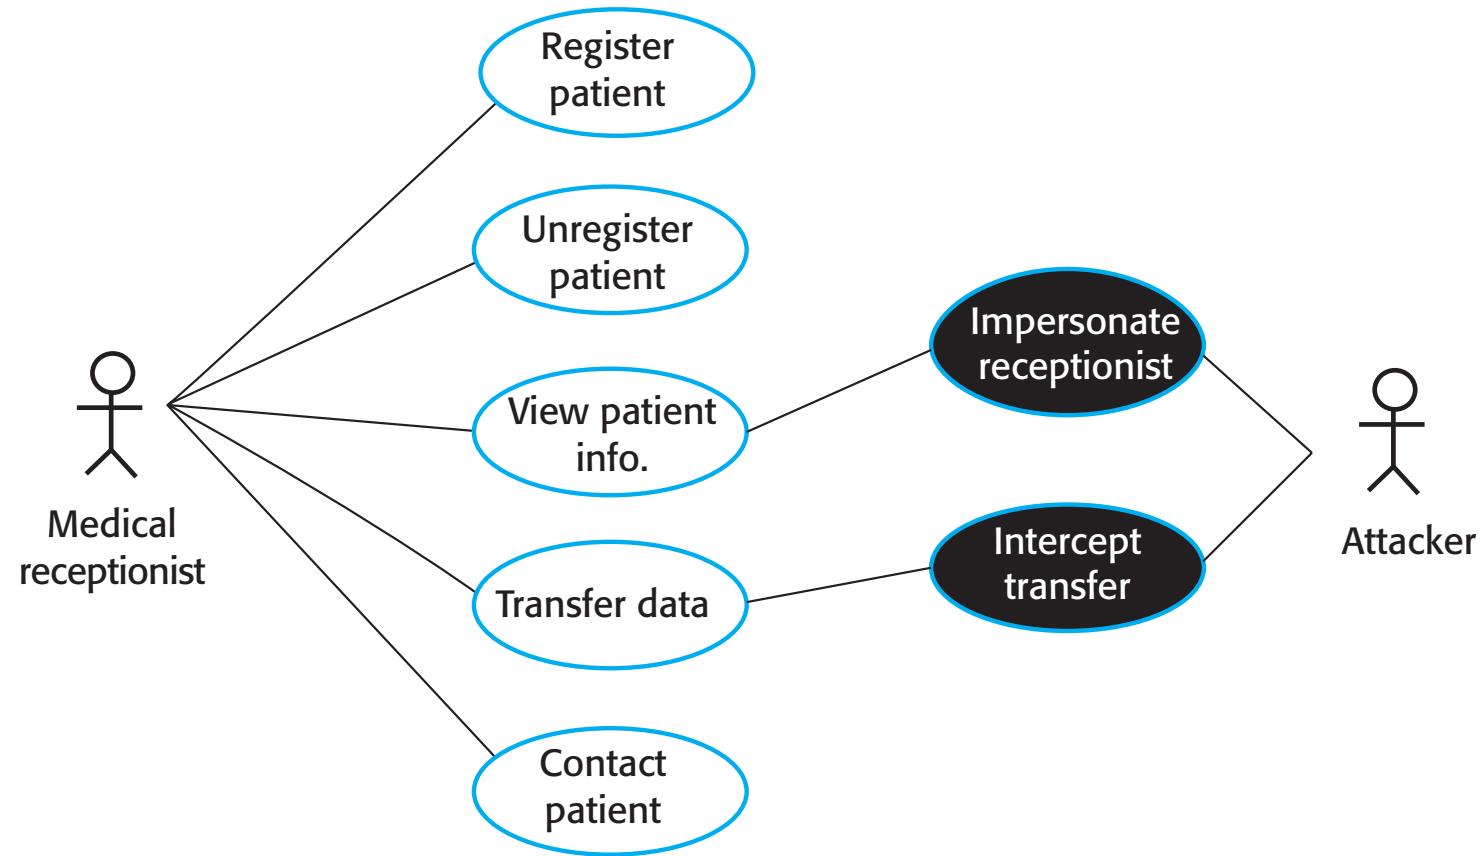 Register
patient
Unregister
patient
View patient
info.
Transfer data
Contact
patient
Medical
receptionist
Impersonate
receptionist
Intercept
transfer
Attacker